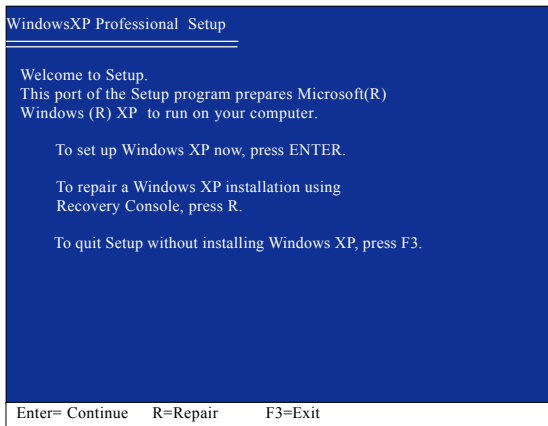 WindowsXP Professional Setup
Welcome to Setup.
This part of the Setup program prepares Microsoft(R)
Windows (R) XP to run on your computer.
To set up Windows XP now, press ENTER.
To repair a Windows XP installation using
Recovery Console, press R.
To quit Setup without installing Windows XP, press F3.
Enter= Continue R=Repair F3=Exit